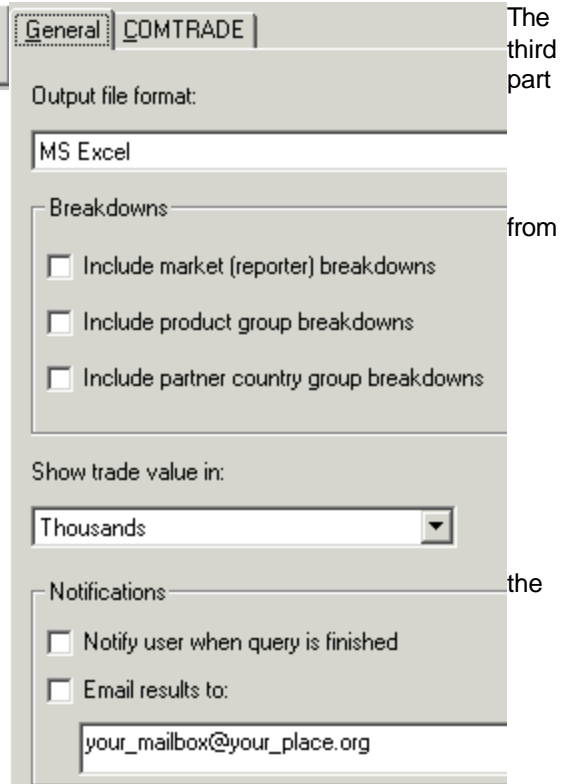 General COMTRADE
The
third
part
Output file format:
MS Excel
Breakdowns
from
Include market (reporter) breakdowns
Include product group breakdowns
Include partner country group breakdowns
Show trade value in:
Thousands
the
Notifications
Notify user when query is finished
Email results to:
your_mailbox@your_place.org